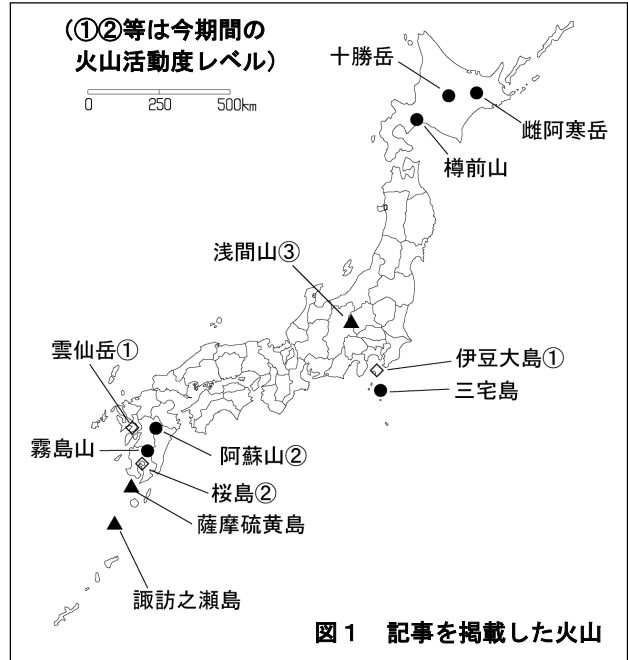 (①②等は今期間の
火山活動度レベル)
0 250 500km
十勝岳
雌阿寒岳
樽前山
浅間山③
雲仙岳①
伊豆大島①
三宅島
霧島山
阿蘇山②
桜島②
薩摩硫黄島
諏訪之瀬島
図1 記事を掲載した火山